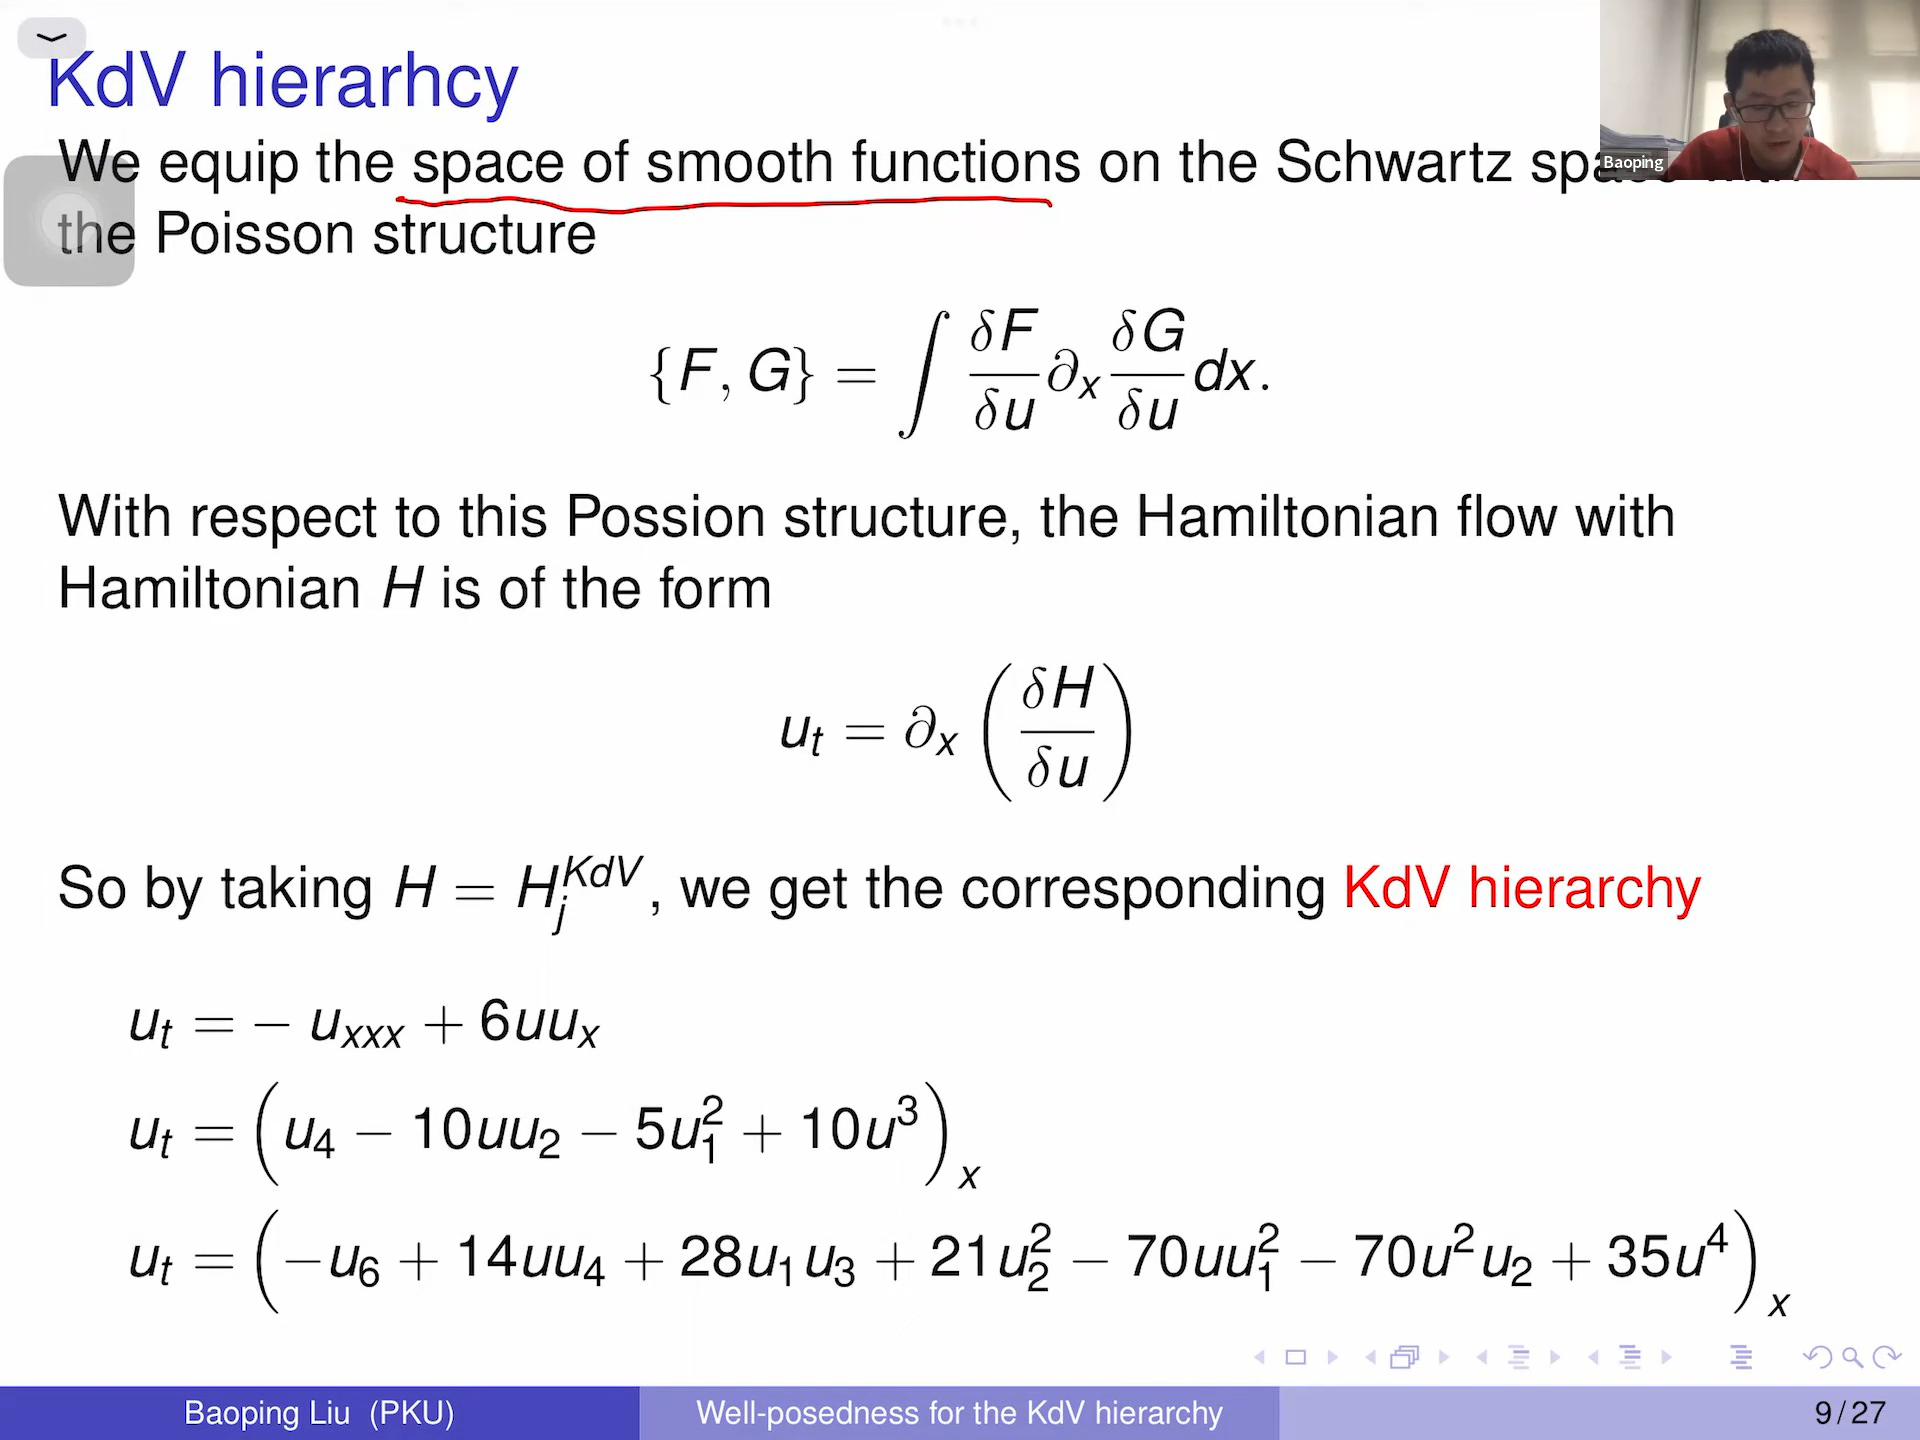 KdV hierarhcy
We equip the space of smooth functions on the Schwartz space with
the Poisson structure
{F, G} = ∫ δF/δu ∂ₓ δG/δu dx.
With respect to this Possion structure, the Hamiltonian flow with
Hamiltonian H is of the form
uₜ = ∂ₓ (δH/δu)
So by taking H = H_j^{KdV}, we get the corresponding KdV hierarchy
u_t = − u_{xxx} + 6uu_x
u_t = (u_4 − 10uu_2 − 5u_1^2 + 10u^3)_x
u_t = (−u_6 + 14uu_4 + 28u_1u_3 + 21u_2^2 − 70uu_1^2 − 70u^2u_2 + 35u^4)_x
Baoping
Baoping Liu (PKU) Well-posedness for the KdV hierarchy 9 / 27